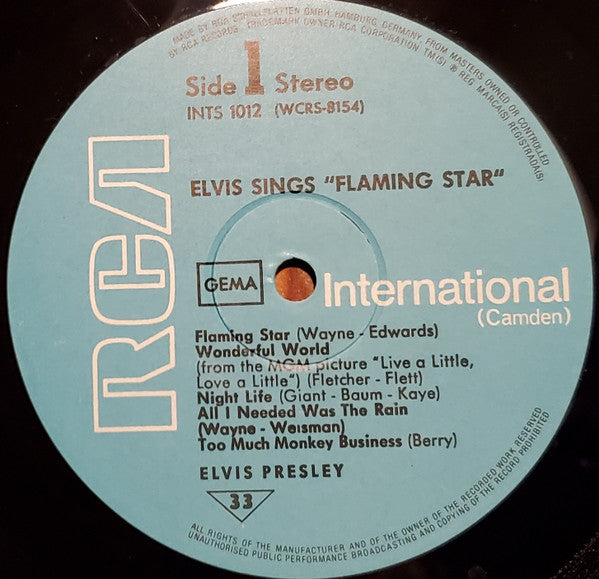 MADE BY RCA SCHALLPLATTEN GMBH HAMBURG, GERMANY, FROM MASTERS OWNED OR CONTROLLED
BY RCA RECORDS. TRADEMARK OWNER RCA CORPORATION TM(S) ® REG. MARCA(S) REGISTRADA(S)
Side 1 Stereo
INTS 1012 (WCRS-8154)
RCA
ELVIS SINGS "FLAMING STAR"
GEMA
International
(Camden)
Flaming Star (Wayne - Edwards)
Wonderful World
(from the MGM picture "Live a Little,
Love a Little") (Fletcher - Flett)
Night Life (Giant - Baum - Kaye)
All I Needed Was The Rain
(Wayne - Weisman)
Too Much Monkey Business (Berry)
ELVIS PRESLEY
33
ALL RIGHTS OF THE MANUFACTURER AND OF THE OWNER OF THE RECORDED WORK RESERVED
UNAUTHORISED PUBLIC PERFORMANCE BROADCASTING AND COPYING OF THE RECORD PROHIBITED